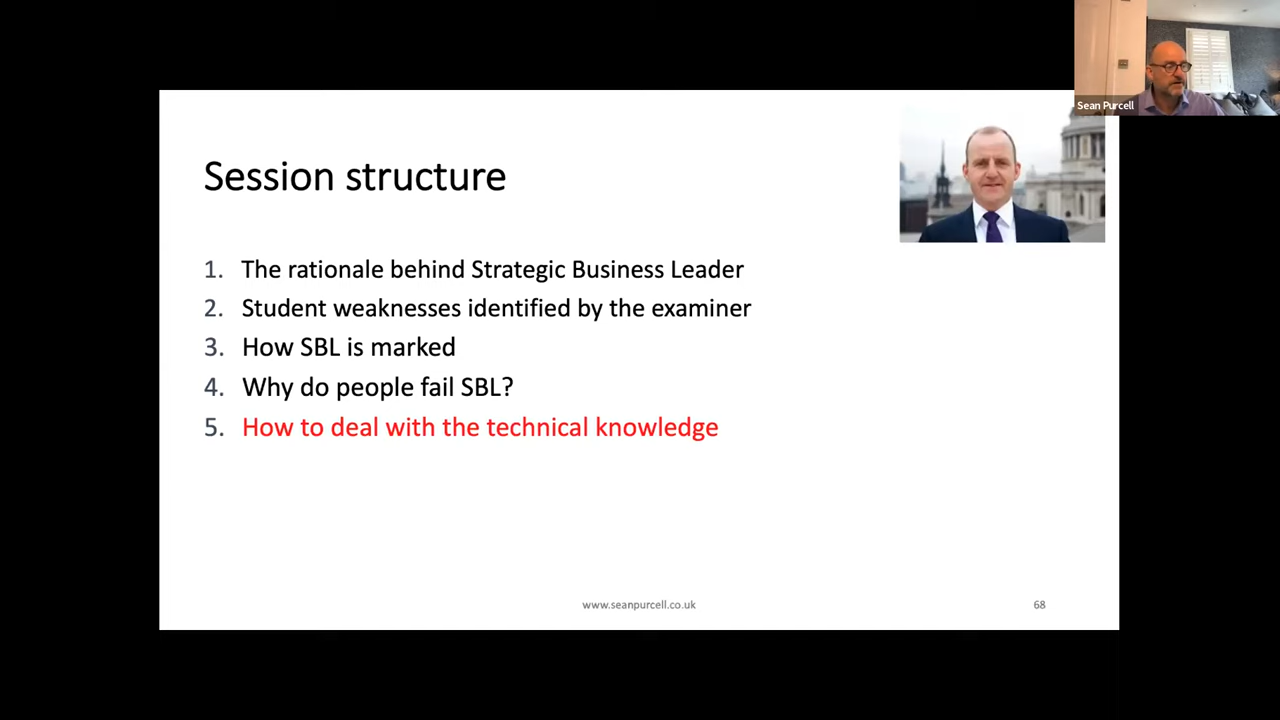 Sean Purcell
Session structure
1. The rationale behind Strategic Business Leader
2. Student weaknesses identified by the examiner
3. How SBL is marked
4. Why do people fail SBL?
5. How to deal with the technical knowledge
www.seanpurcell.co.uk
68